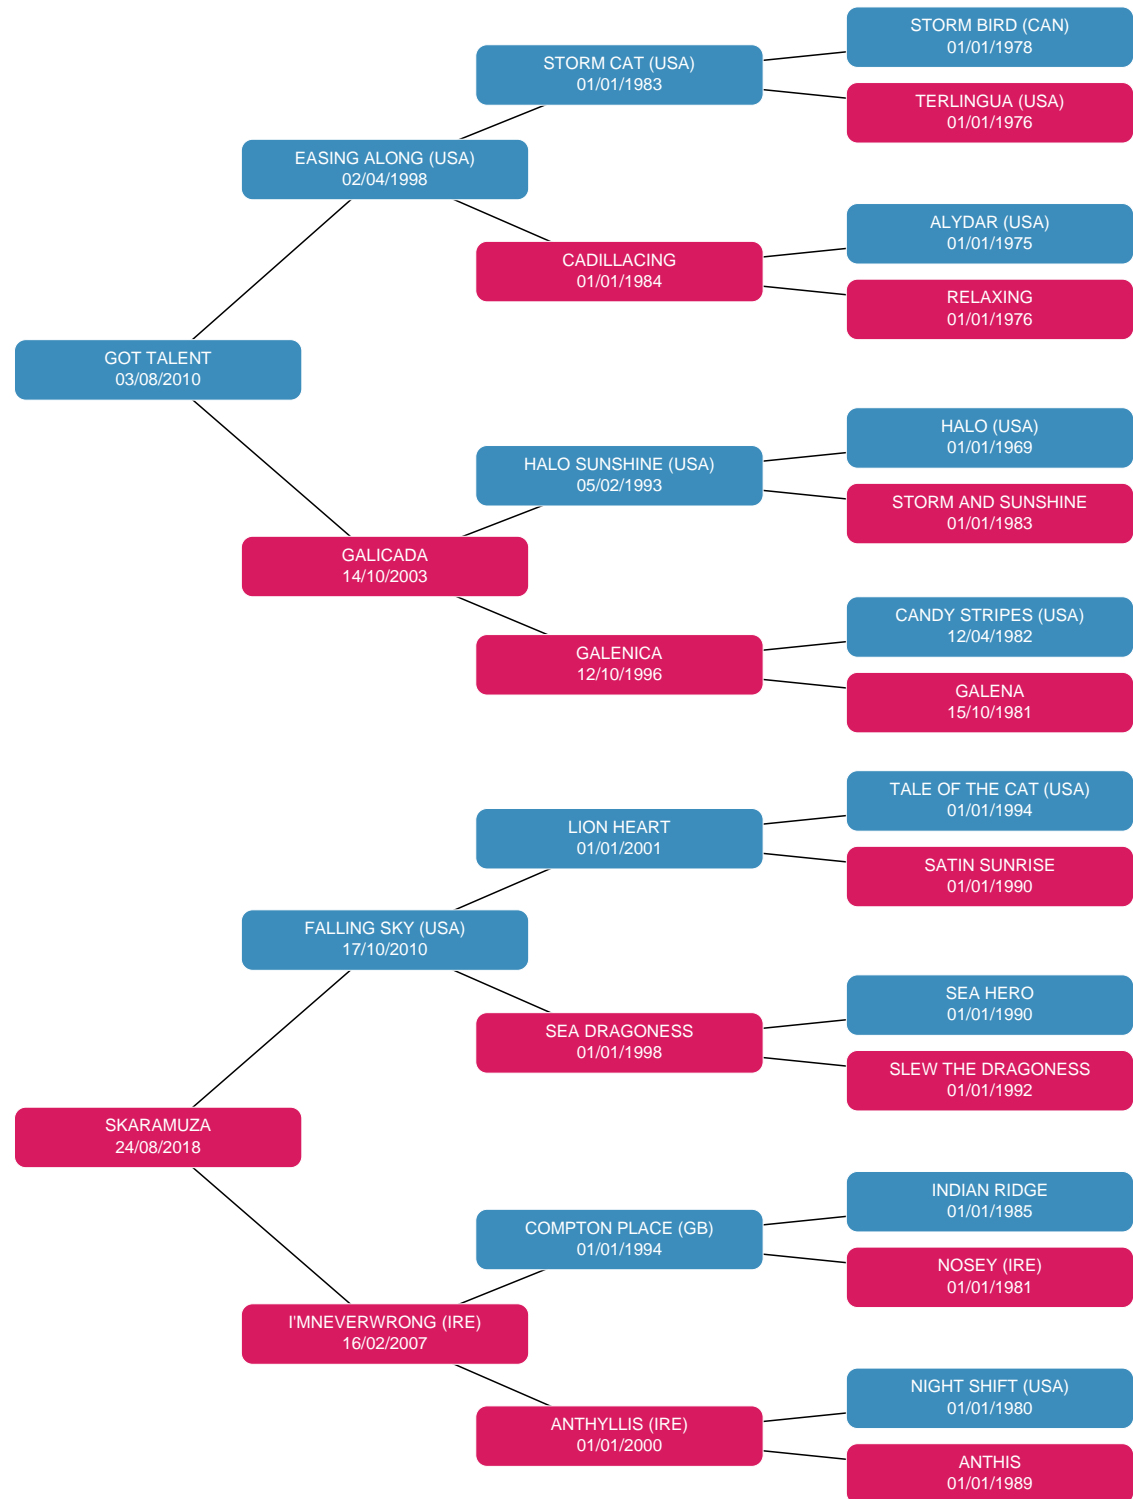 STORM BIRD (CAN)
01/01/1978
STORM CAT (USA)
01/01/1983
TERLINGUA (USA)
01/01/1976
EASING ALONG (USA)
02/04/1998
ALYDAR (USA)
01/01/1975
CADILLACING
01/01/1984
RELAXING
01/01/1976
GOT TALENT
03/08/2010
HALO (USA)
01/01/1969
HALO SUNSHINE (USA)
05/02/1993
STORM AND SUNSHINE
01/01/1983
GALICADA
14/10/2003
CANDY STRIPES (USA)
12/04/1982
GALENICA
12/10/1996
GALENA
15/10/1981
TALE OF THE CAT (USA)
01/01/1994
LION HEART
01/01/2001
SATIN SUNRISE
01/01/1990
FALLING SKY (USA)
17/10/2010
SEA HERO
01/01/1990
SEA DRAGONESS
01/01/1998
SLEW THE DRAGONESS
01/01/1992
SKARAMUZA
24/08/2018
INDIAN RIDGE
01/01/1985
COMPTON PLACE (GB)
01/01/1994
NOSEY (IRE)
01/01/1981
I'MNEVERWRONG (IRE)
16/02/2007
NIGHT SHIFT (USA)
01/01/1980
ANTHYLLIS (IRE)
01/01/2000
ANTHIS
01/01/1989